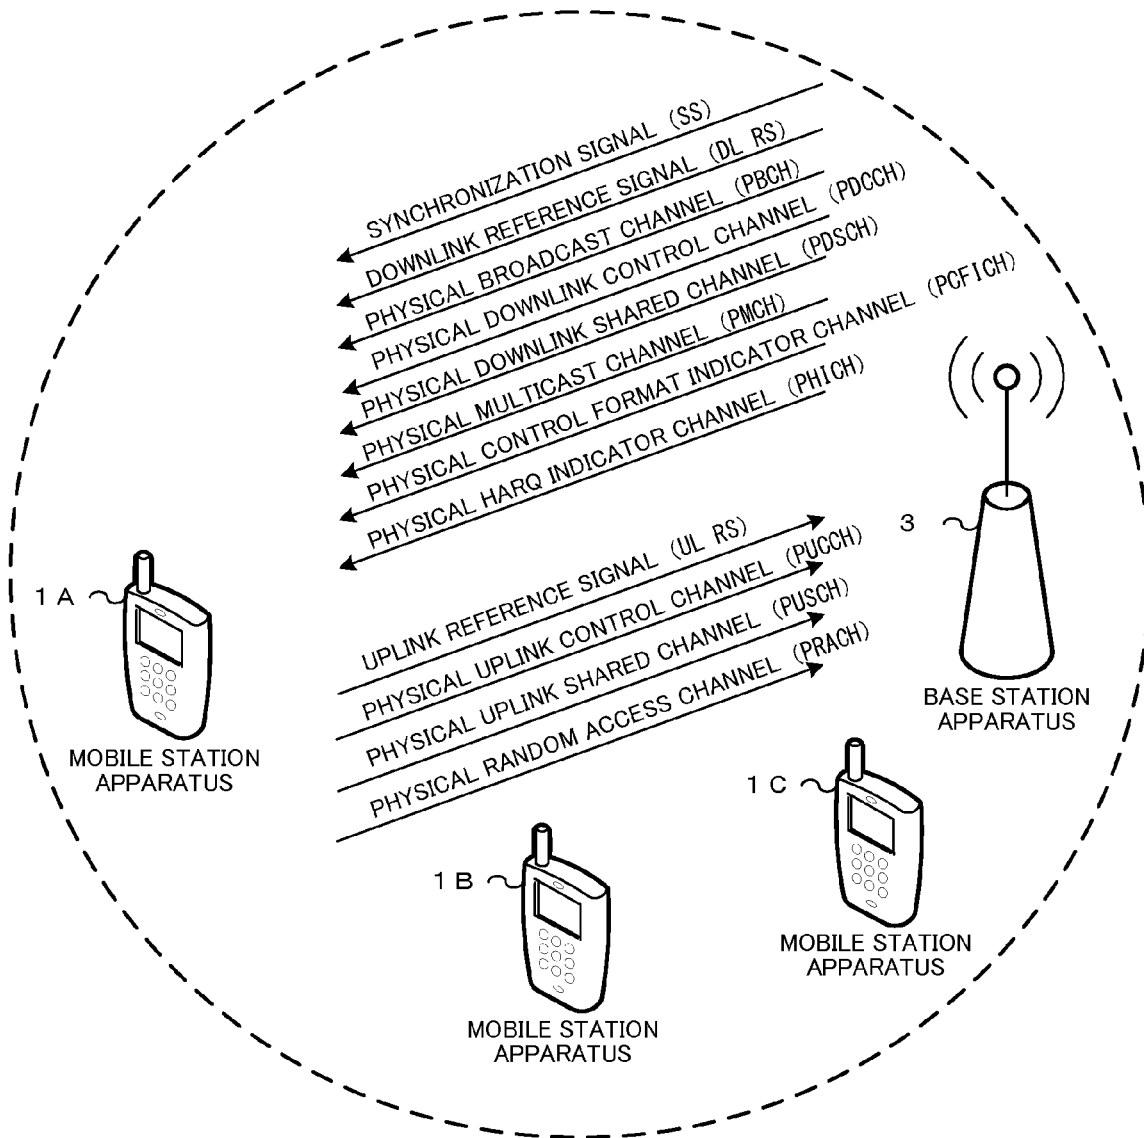 SYNCHRONIZATION SIGNAL (SS)
DOWNLINK REFERENCE SIGNAL (DL RS)
PHYSICAL BROADCAST CHANNEL (PBCH)
PHYSICAL DOWNLINK CONTROL CHANNEL (PDCCH)
PHYSICAL DOWNLINK SHARED CHANNEL (PDSCH)
PHYSICAL MULTICAST CHANNEL (PMCH)
PHYSICAL CONTROL FORMAT INDICATOR CHANNEL (PCFICH)
PHYSICAL HARQ INDICATOR CHANNEL (PHICH)
UPLINK REFERENCE SIGNAL (UL RS)
PHYSICAL UPLINK CONTROL CHANNEL (PUCCH)
PHYSICAL UPLINK SHARED CHANNEL (PUSCH)
PHYSICAL RANDOM ACCESS CHANNEL (PRACH)
3
BASE STATION
APPARATUS
1A
MOBILE STATION
APPARATUS
1B
MOBILE STATION
APPARATUS
1C
MOBILE STATION
APPARATUS